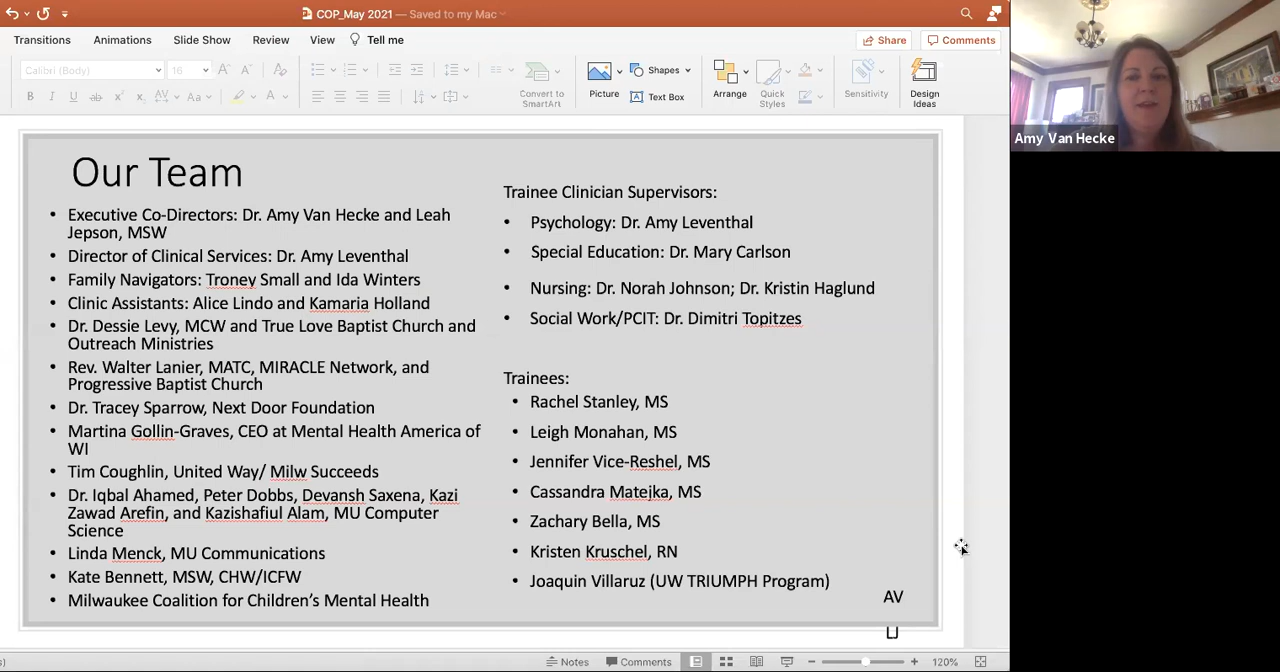 COP_May 2021 — Saved to my Mac
Transitions Animations Slide Show Review View Tell me Share Comments
Calibri (Body) 16
Convert to SmartArt
Picture Shapes Text Box
Arrange Quick Styles
Sensitivity
Design Ideas
Amy Van Hecke
Our Team
• Executive Co-Directors: Dr. Amy Van Hecke and Leah
Jepson, MSW
• Director of Clinical Services: Dr. Amy Leventhal
• Family Navigators: Troney Small and Ida Winters
• Clinic Assistants: Alice Lindo and Kamaria Holland
• Dr. Dessie Levy, MCW and True Love Baptist Church and
Outreach Ministries
• Rev. Walter Lanier, MATC, MIRACLE Network, and
Progressive Baptist Church
• Dr. Tracey Sparrow, Next Door Foundation
• Martina Gollin-Graves, CEO at Mental Health America of
WI
• Tim Coughlin, United Way/ Milw Succeeds
• Dr. Iqbal Ahamed, Peter Dobbs, Devansh Saxena, Kazi
Zawad Arefin, and Kazishafiul Alam, MU Computer
Science
• Linda Menck, MU Communications
• Kate Bennett, MSW, CHW/ICFW
• Milwaukee Coalition for Children’s Mental Health
Trainee Clinician Supervisors:
• Psychology: Dr. Amy Leventhal
• Special Education: Dr. Mary Carlson
• Nursing: Dr. Norah Johnson; Dr. Kristin Haglund
• Social Work/PCIT: Dr. Dimitri Topitzes
Trainees:
• Rachel Stanley, MS
• Leigh Monahan, MS
• Jennifer Vice-Reshel, MS
• Cassandra Matejka, MS
• Zachary Bella, MS
• Kristen Kruschel, RN
• Joaquin Villaruz (UW TRIUMPH Program)
AV
Notes Comments 120%